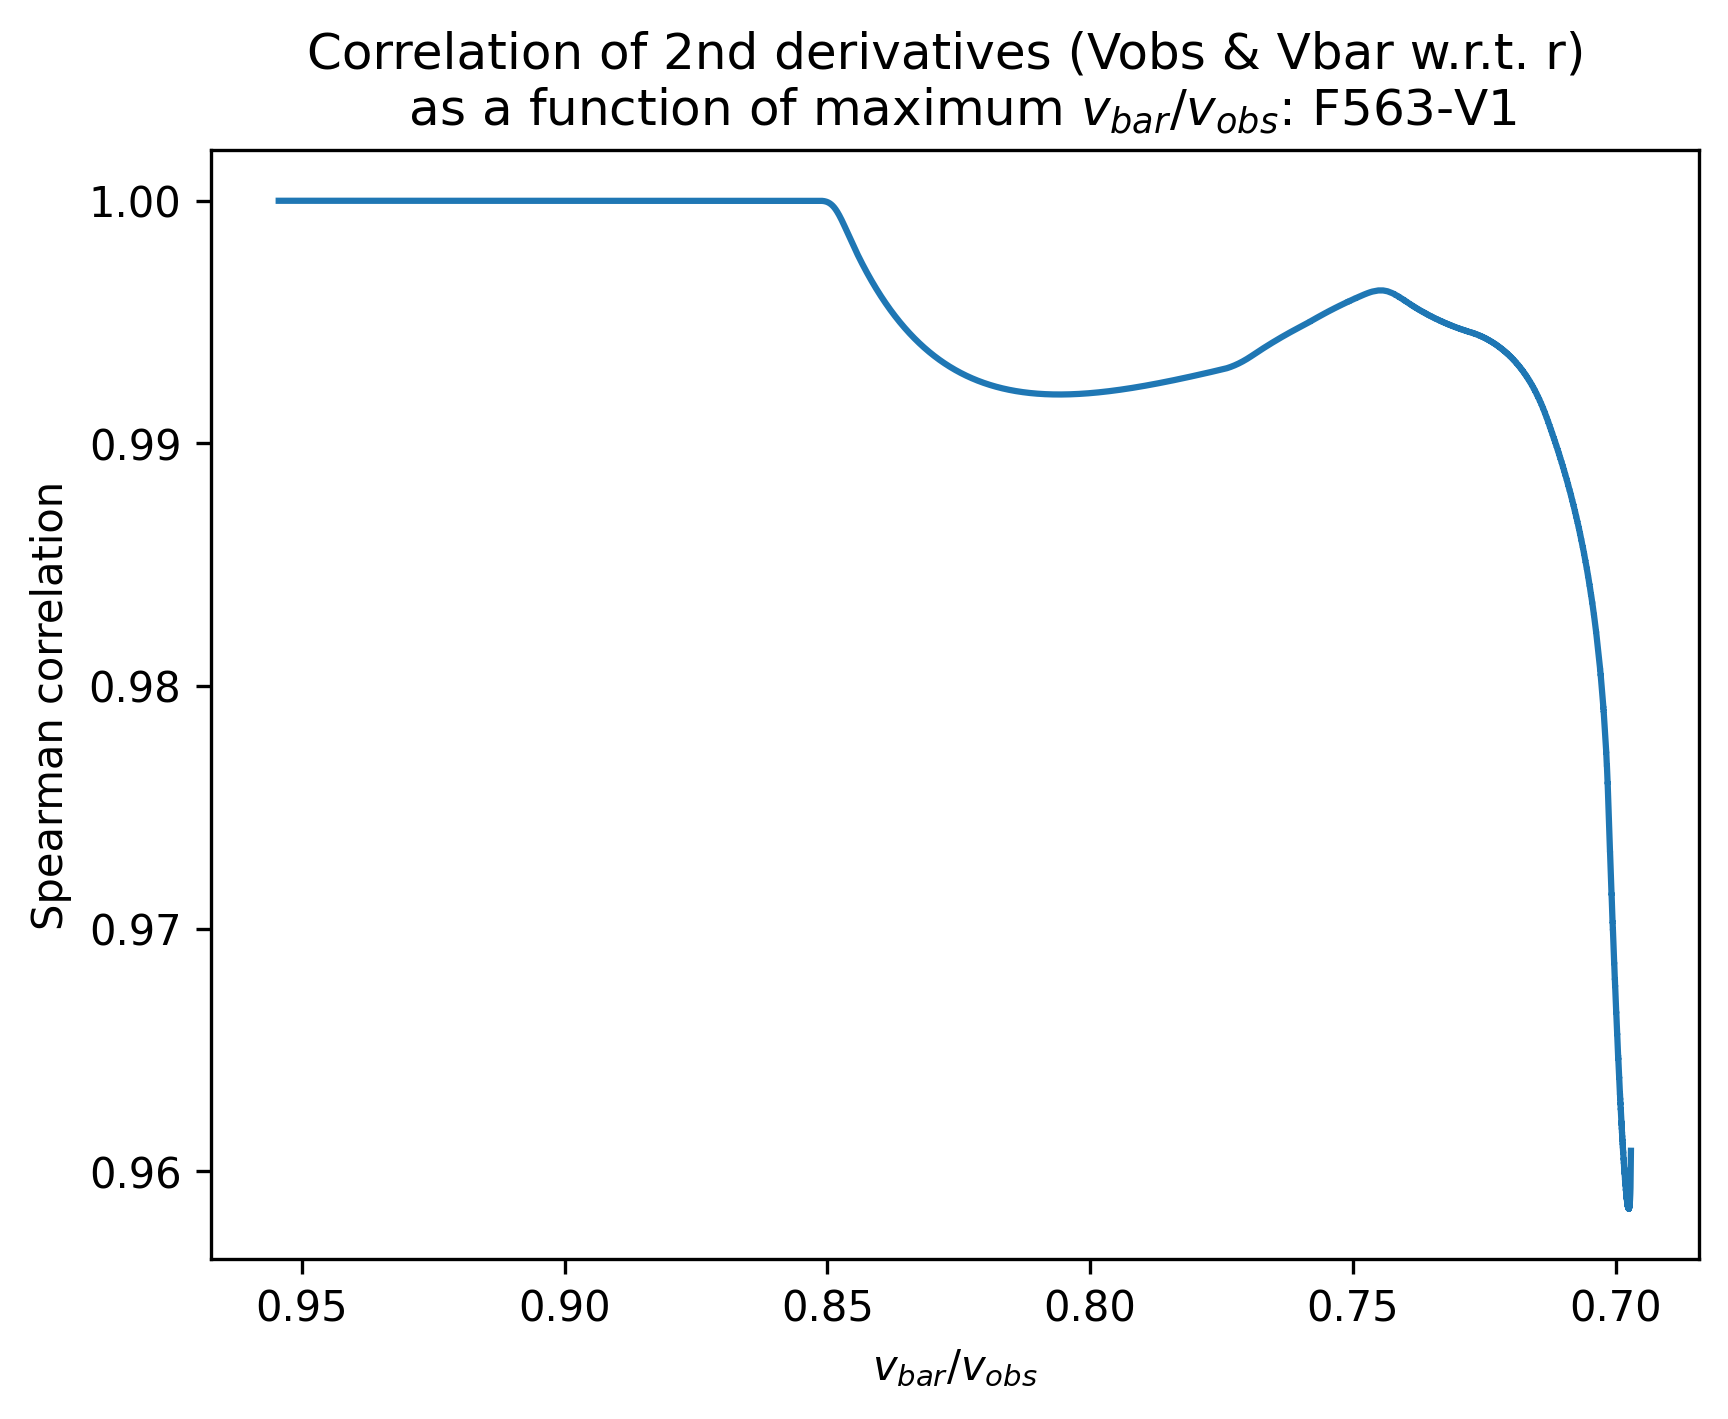 Correlation of 2nd derivatives (Vobs & Vbar w.r.t. r)
as a function of maximum v_bar/v_obs: F563-V1
1.00
0.99
0.98
0.97
0.96
Spearman correlation
0.95 0.90 0.85 0.80 0.75 0.70
v_bar/v_obs